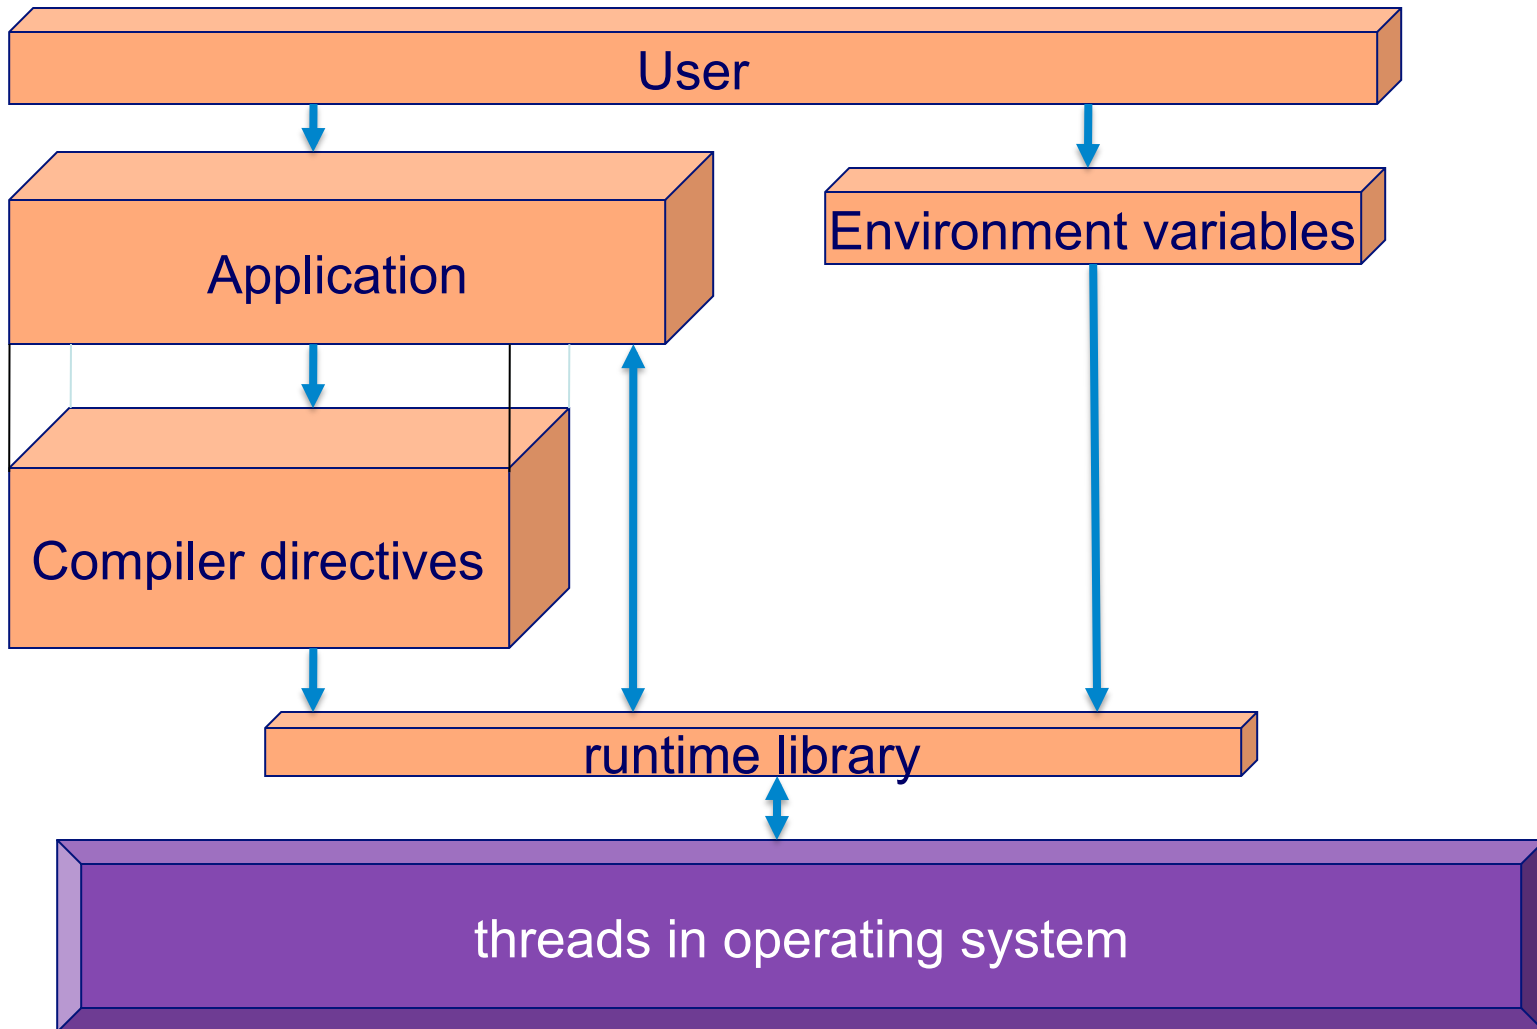 User
Application
Environment variables
Compiler directives
runtime library
threads in operating system